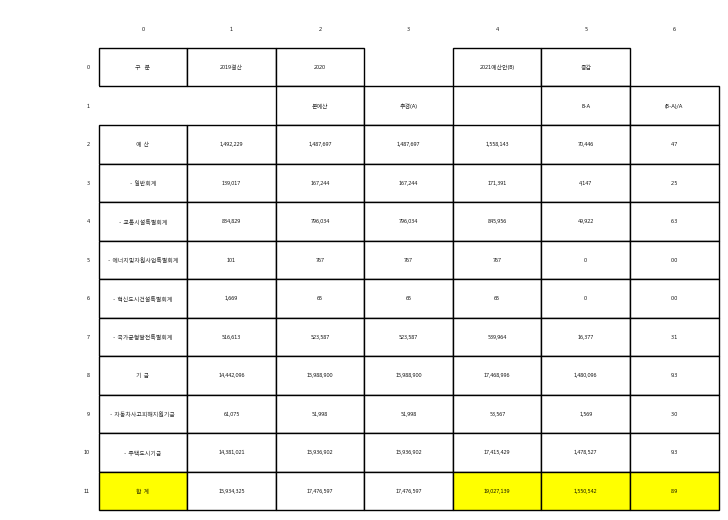 0 1 2 3 4 5 6
0 구 분 2019결산 2020 2021예산안(B) 증감
1 본예산 추경(A) B-A (B-A)/A
2 예 산 1,492,229 1,487,697 1,487,697 1,558,143 70,446 4.7
3 - 일반회계 139,017 167,244 167,244 171,391 4,147 2.5
4 - 교통시설특별회계 834,829 796,034 796,034 845,956 49,922 6.3
5 - 에너지및자원사업특별회계 101 767 767 767 0 0.0
6 - 혁신도시건설특별회계 1,669 65 65 65 0 0.0
7 - 국가균형발전특별회계 516,613 523,587 523,587 539,964 16,377 3.1
8 기 금 14,442,096 15,988,900 15,988,900 17,468,996 1,480,096 9.3
9 - 자동차사고피해지원기금 61,075 51,998 51,998 53,567 1,569 3.0
10 - 주택도시기금 14,381,021 15,936,902 15,936,902 17,415,429 1,478,527 9.3
11 합 계 15,934,325 17,476,597 17,476,597 19,027,139 1,550,542 8.9